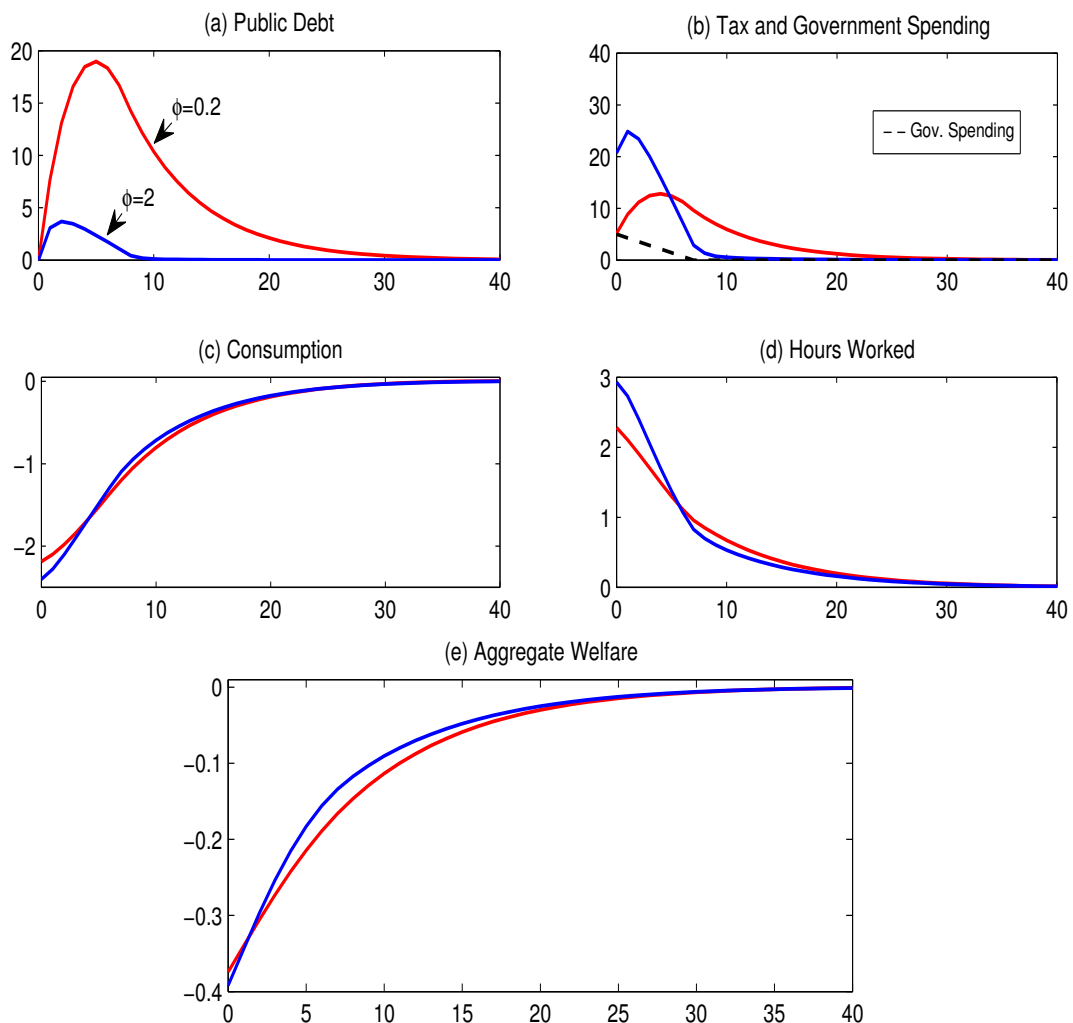 (a) Public Debt
20
15
10
5
0
0 10 20 30 40
ϕ=0.2
ϕ=2
(b) Tax and Government Spending
40
30
20
10
0
0 10 20 30 40
Gov. Spending
(c) Consumption
0
−1
−2
0 10 20 30 40
(d) Hours Worked
3
2
1
0
0 10 20 30 40
(e) Aggregate Welfare
0
−0.1
−0.2
−0.3
−0.4
0 5 10 15 20 25 30 35 40